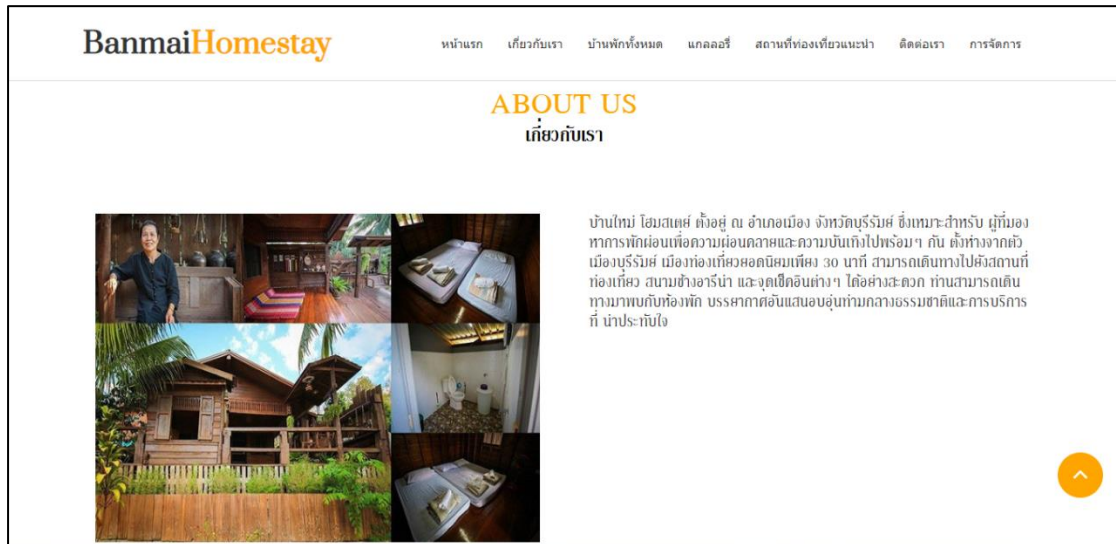 BanmaiHomestay
หน้าแรก เกี่ยวกับเรา บ้านพักทั้งหมด แกลลอรี่ สถานที่ท่องเที่ยวแนะนำ ติดต่อเรา การจัดการ
ABOUT US
เกี่ยวกับเรา
บ้านใหม่ โฮมสเตย์ ตั้งอยู่ ณ อำเภอเมือง จังหวัดบุรีรัมย์ ซึ่งเหมาะสำหรับ ผู้ที่มอง
หาการพักผ่อนเพื่อความผ่อนคลายและความบันเทิงไปพร้อมๆ กัน ตั้งห่างจากตัว
เมืองบุรีรัมย์ เมืองท่องเที่ยวยอดนิยมเพียง 30 นาที สามารถเดินทางไปยังสถานที่
ท่องเที่ยว สนามช้างอารีน่า และจุดเช็คอินต่างๆ ได้อย่างสะดวก ท่านสามารถเดิน
ทางมาพบกับห้องพัก บรรยากาศอันแสนอบอุ่นท่ามกลางธรรมชาติและการบริการ
ที่ น่าประทับใจ